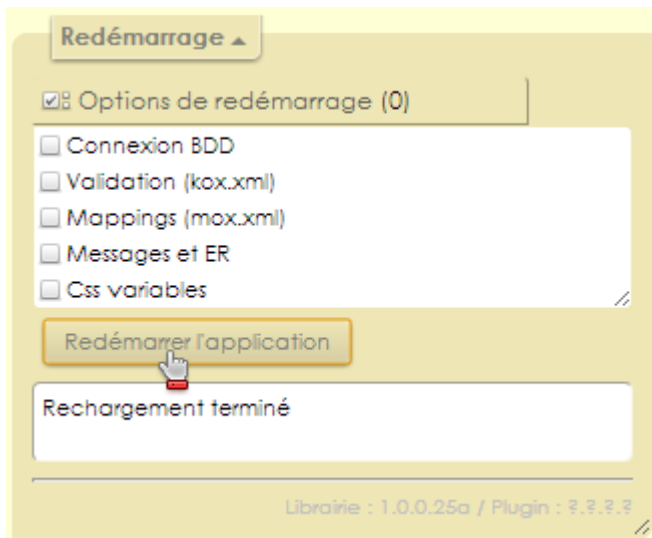 Redémarrage
Options de redémarrage (0)
Connexion BDD
Validation (kox.xml)
Mappings (mox.xml)
Messages et ER
Css variables
Redémarrer l'application
Rechargement terminé
Librairie : 1.0.0.25a / Plugin : ?.?.?.?